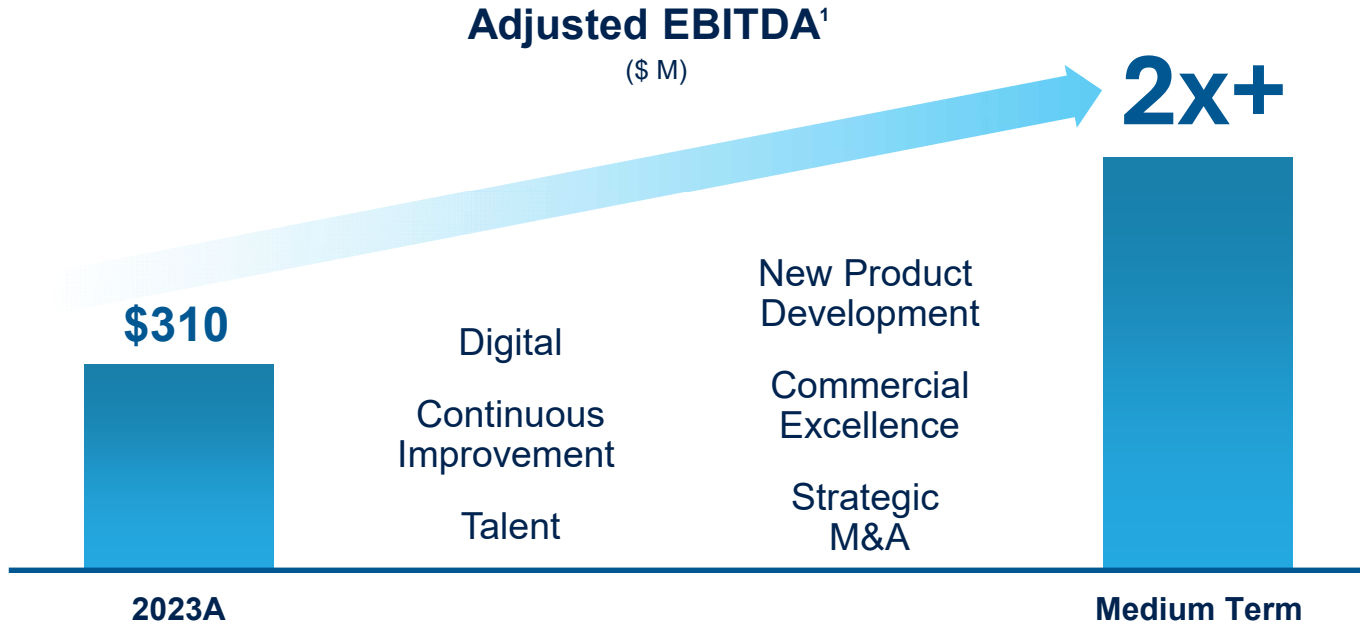 Adjusted EBITDA¹
($ M)
2x+
$310
Digital
Continuous
Improvement
Talent
New Product
Development
Commercial
Excellence
Strategic
M&A
2023A
Medium Term